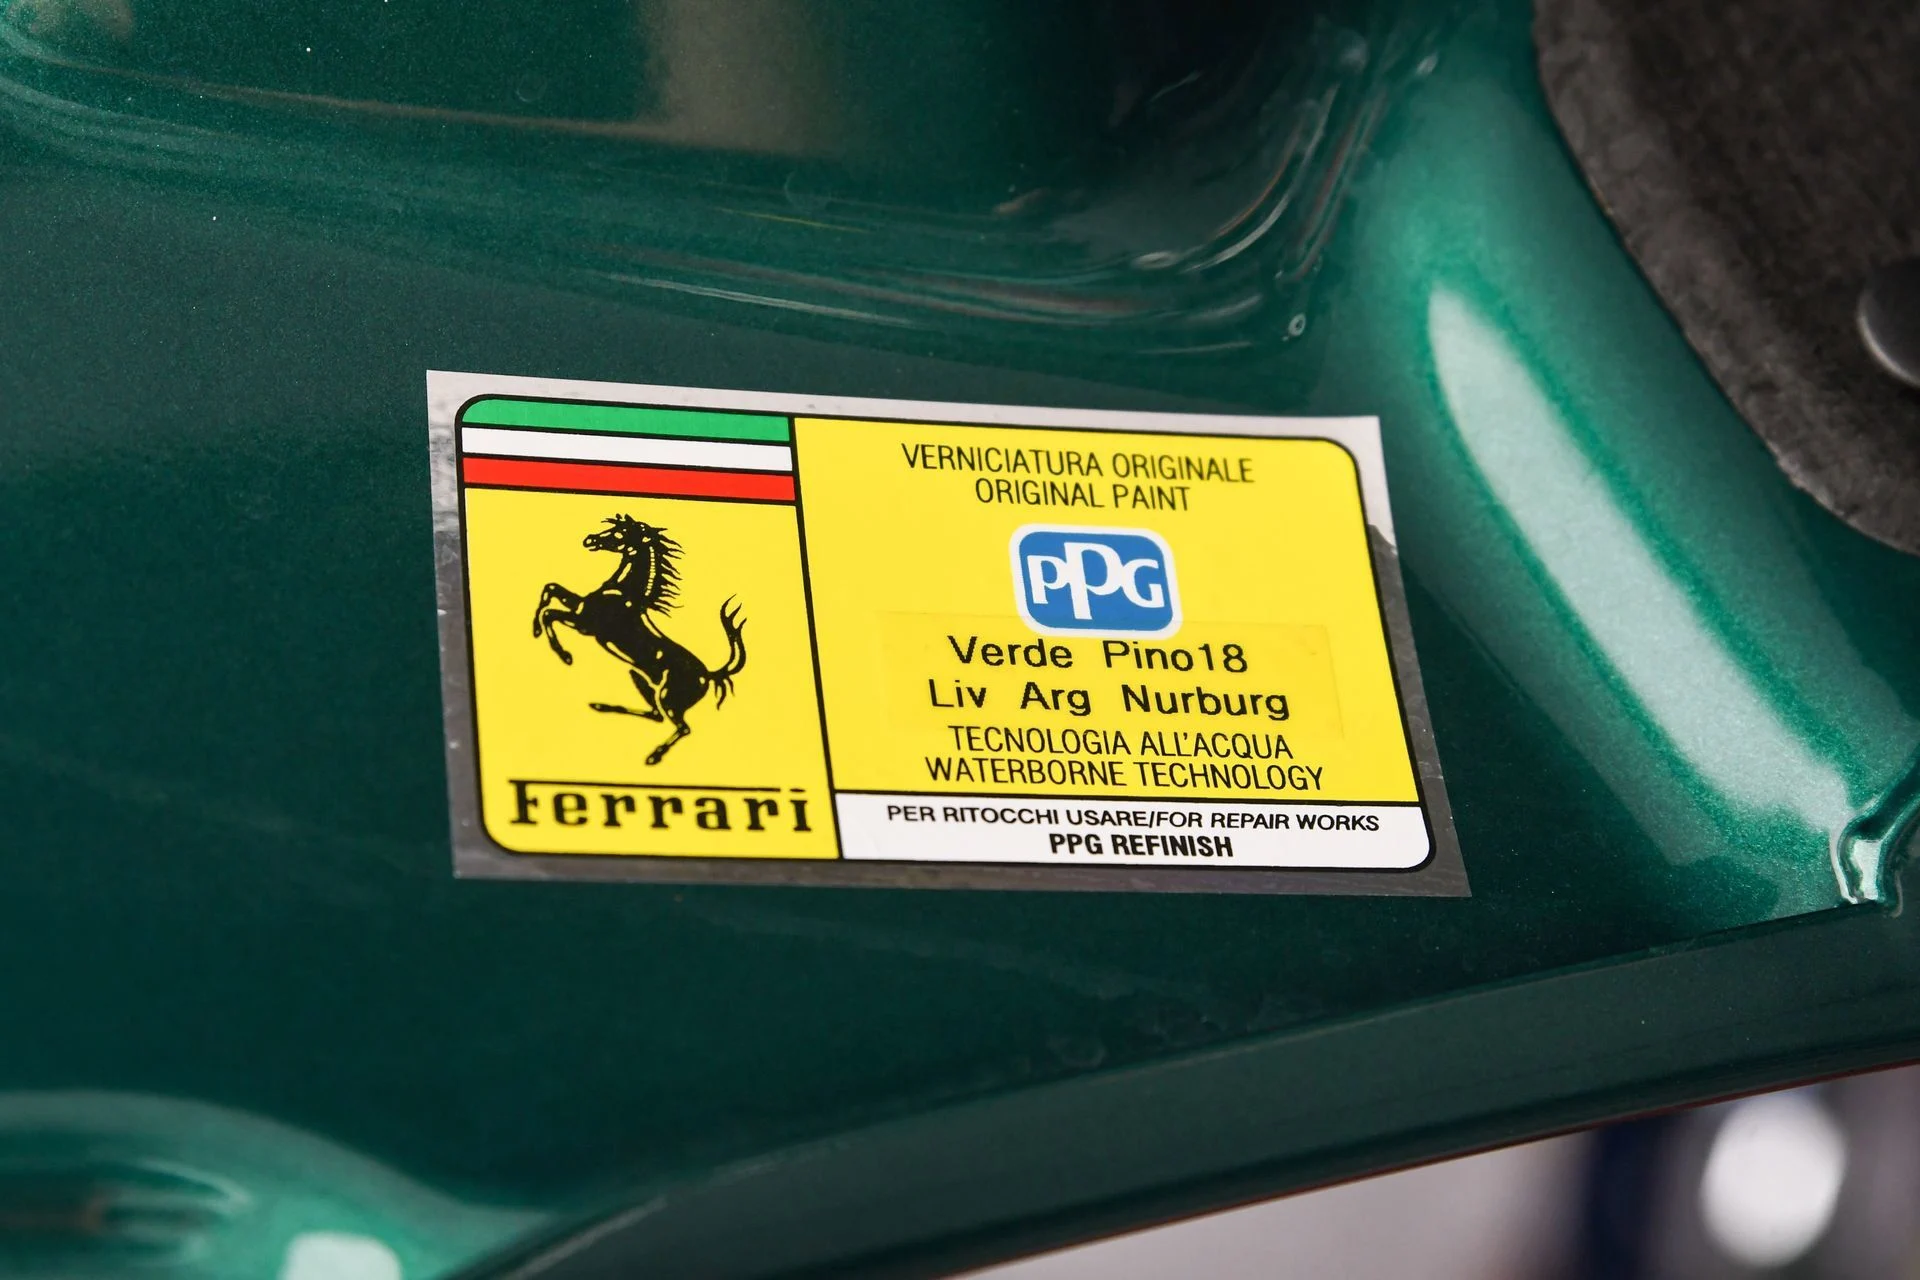 Ferrari
VERNICIATURA ORIGINALE
ORIGINAL PAINT
PPG
Verde Pino18
Liv Arg Nurburg
TECNOLOGIA ALL'ACQUA
WATERBORNE TECHNOLOGY
PER RITOCCHI USARE/FOR REPAIR WORKS
PPG REFINISH